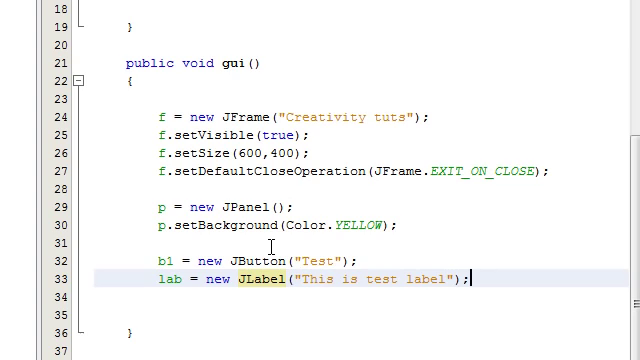 18
19 }
20
21 public void gui()
22 {
23
24 f = new JFrame("Creativity tuts");
25 f.setVisible(true);
26 f.setSize(600,400);
27 f.setDefaultCloseOperation(JFrame.EXIT_ON_CLOSE);
28
29 p = new JPanel();
30 p.setBackground(Color.YELLOW);
31
32 b1 = new JButton("Test");
33 lab = new JLabel("This is test label");
34
35
36 }
37